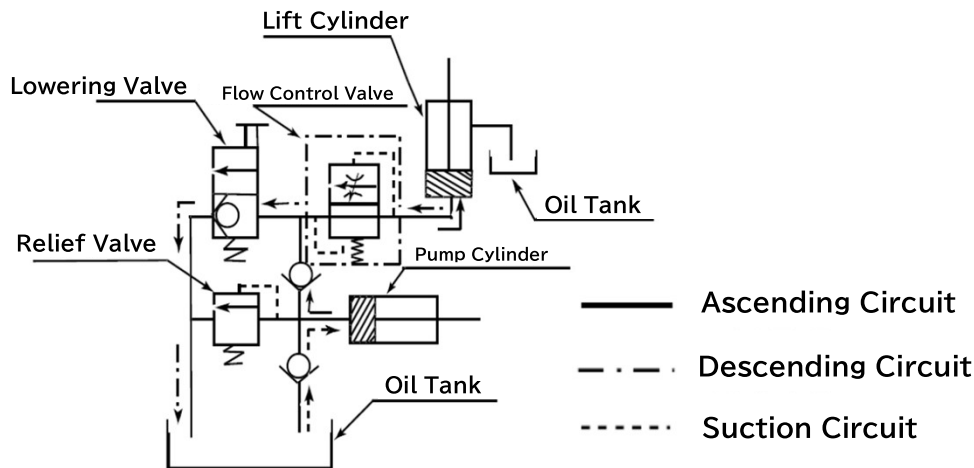 Lift Cylinder
Lowering Valve
Flow Control Valve
Oil Tank
Relief Valve
Pump Cylinder
Ascending Circuit
Descending Circuit
Oil Tank
Suction Circuit